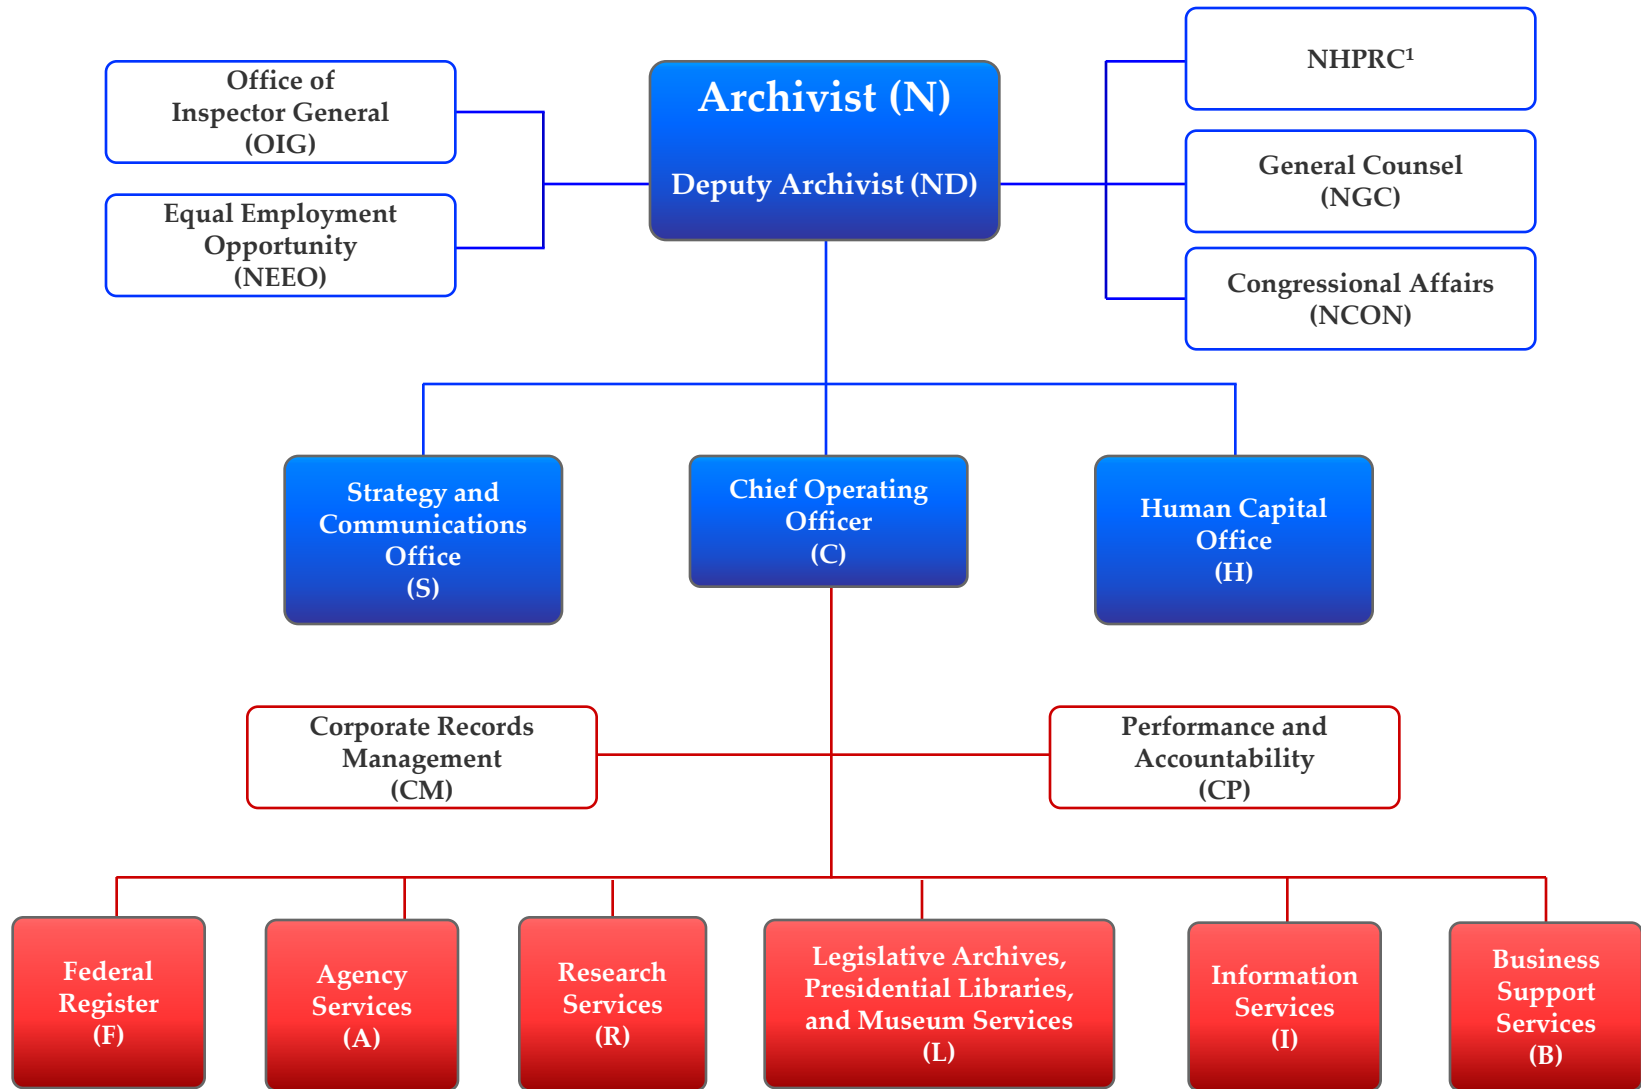 Office of
Inspector General
(OIG)
Equal Employment
Opportunity
(NEEO)
Archivist (N)
Deputy Archivist (ND)
NHPRC¹
General Counsel
(NGC)
Congressional Affairs
(NCON)
Strategy and
Communications
Office
(S)
Chief Operating
Officer
(C)
Human Capital
Office
(H)
Corporate Records
Management
(CM)
Performance and
Accountability
(CP)
Federal
Register
(F)
Agency
Services
(A)
Research
Services
(R)
Legislative Archives,
Presidential Libraries,
and Museum Services
(L)
Information
Services
(I)
Business
Support
Services
(B)